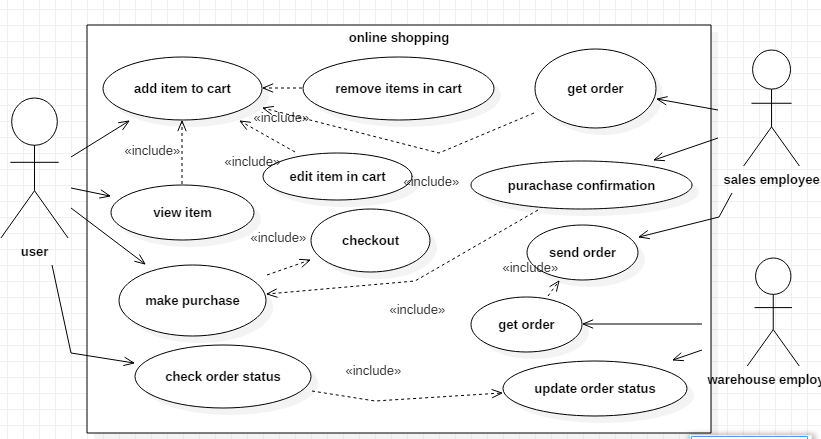 online shopping
add item to cart
remove items in cart
get order
«include»
«include»
«include»
edit item in cart
«include»
purachase confirmation
sales employee
view item
«include»
checkout
send order
user
«include»
make purchase
«include»
get order
«include»
check order status
update order status
warehouse employ